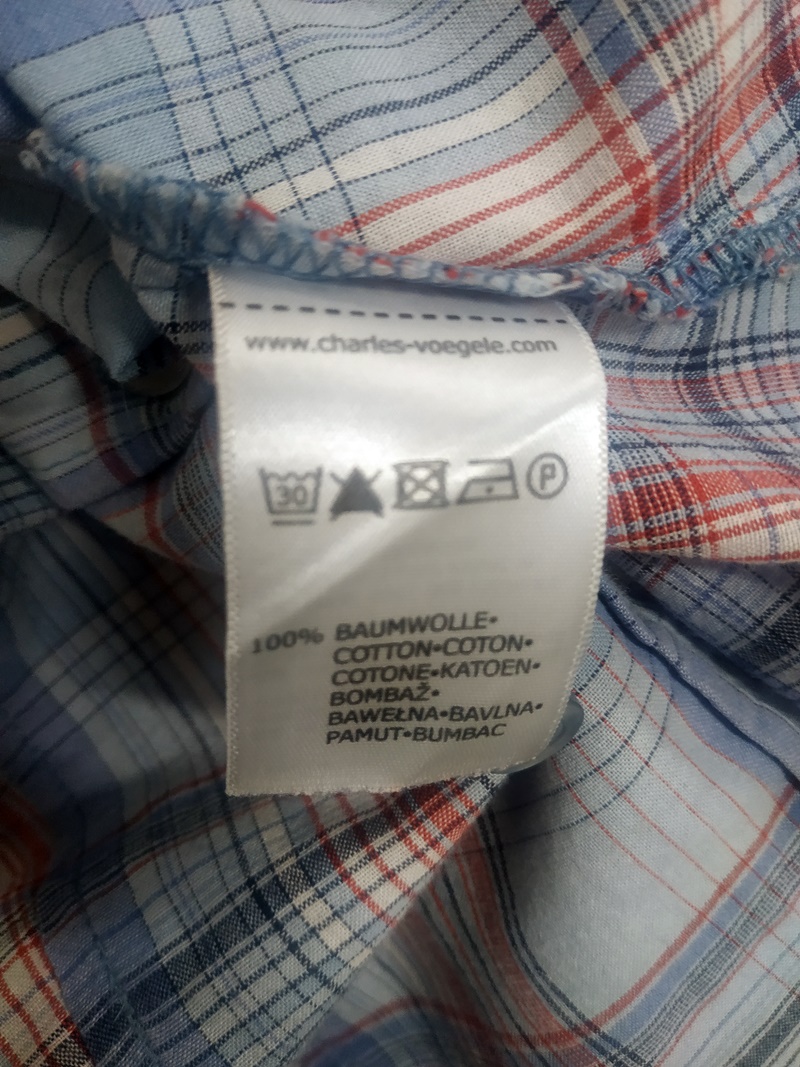 www.charles-voegele.com
30 P
100% BAUMWOLLE•
COTTON•COTON•
COTONE•KATOEN•
BOMBAŽ•
BAWEŁNA•BAVLNA•
PAMUT•BUMBAC